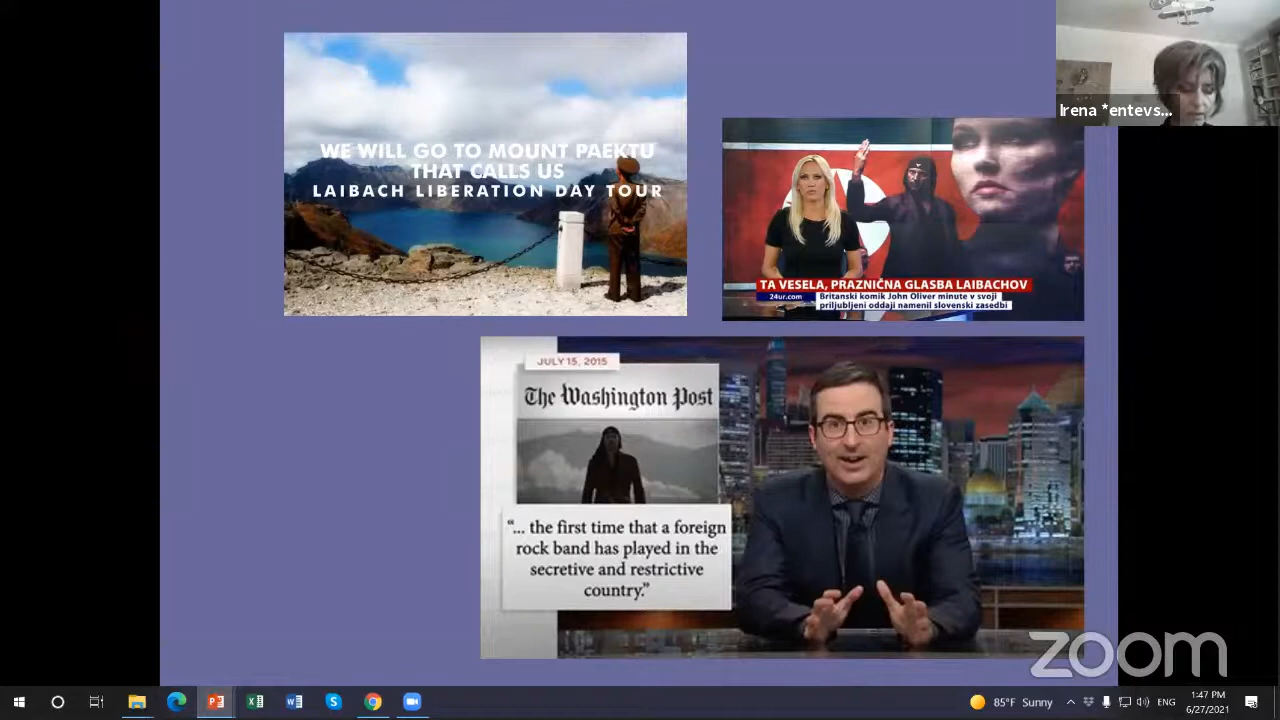 WE WILL GO TO MOUNT PAEKTU
THAT CALLS US
LAIBACH LIBERATION DAY TOUR
Irena *entevs...
TA VESELA, PRAZNIČNA GLASBA LAIBACHOV
24ur.com
Britanski komik John Oliver minute v svoji
priljubljeni oddaji namenil slovenski zasedbi
JULY 15, 2015
The Washington Post
“... the first time that a foreign
rock band has played in the
secretive and restrictive
country.”
zoom
85°F Sunny
ENG
1:47 PM
6/27/2021